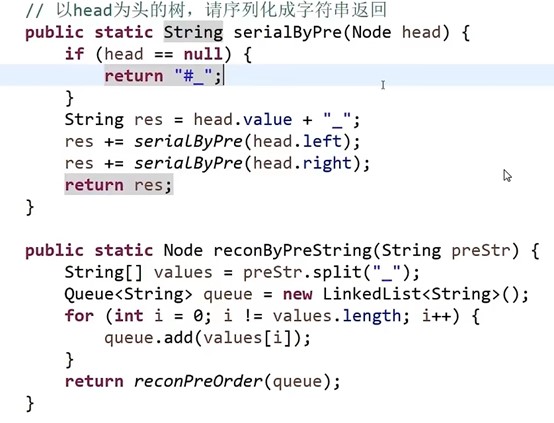 // 以head为头的树，请序列化成字符串返回
public static String serialByPre(Node head) {
    if (head == null) {
        return "#_";
    }
    String res = head.value + "_";
    res += serialByPre(head.left);
    res += serialByPre(head.right);
    return res;
}
public static Node reconByPreString(String preStr) {
    String[] values = preStr.split("_");
    Queue<String> queue = new LinkedList<String>();
    for (int i = 0; i != values.length; i++) {
        queue.add(values[i]);
    }
    return reconPreOrder(queue);
}